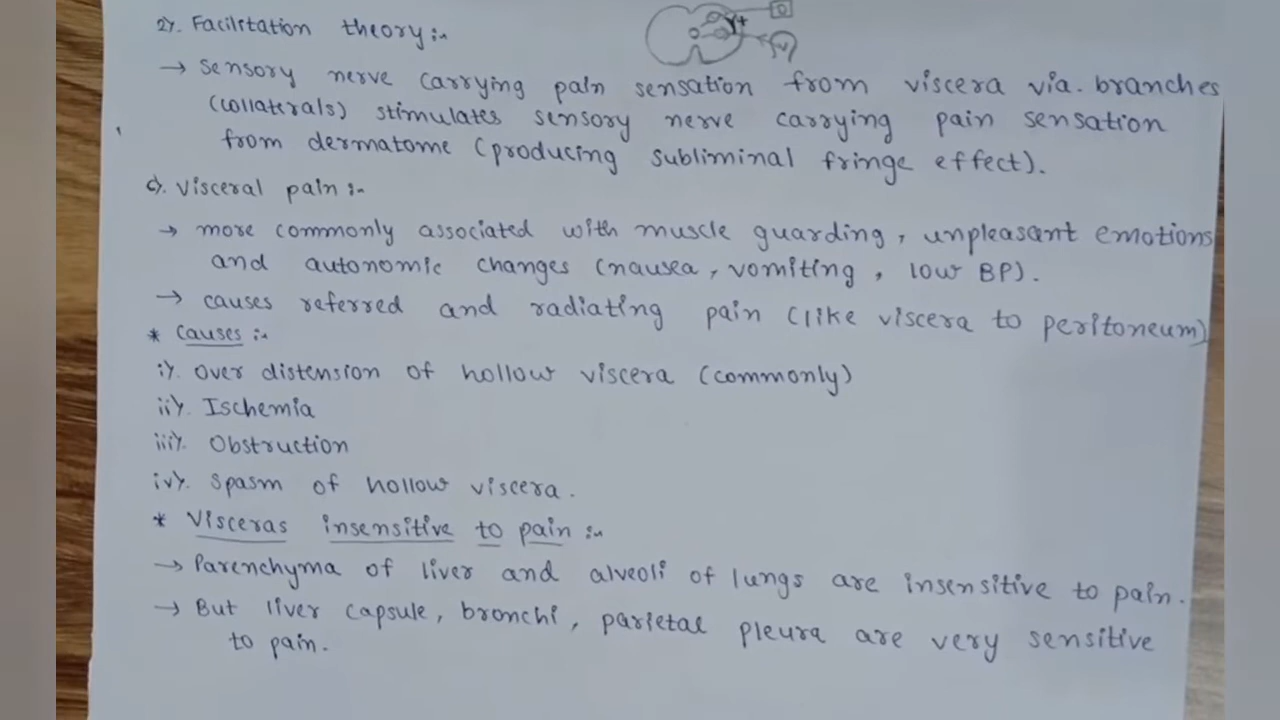 2). Facilitation theory :-
→ sensory nerve carrying pain sensation from viscera via. branches
(collaterals) stimulates sensory nerve carrying pain sensation
from dermatome (producing subliminal fringe effect).
c). Visceral pain :-
→ more commonly associated with muscle guarding, unpleasant emotions
and autonomic changes (nausea, vomiting, low BP).
→ causes referred and radiating pain (like viscera to peritoneum)
* Causes :-
i). Over distension of hollow viscera (commonly)
ii). Ischemia
iii). Obstruction
iv). Spasm of hollow viscera.
* Visceras insensitive to pain :-
→ Parenchyma of liver and alveoli of lungs are insensitive to pain.
→ But liver capsule, bronchi, parietal pleura are very sensitive
to pain.